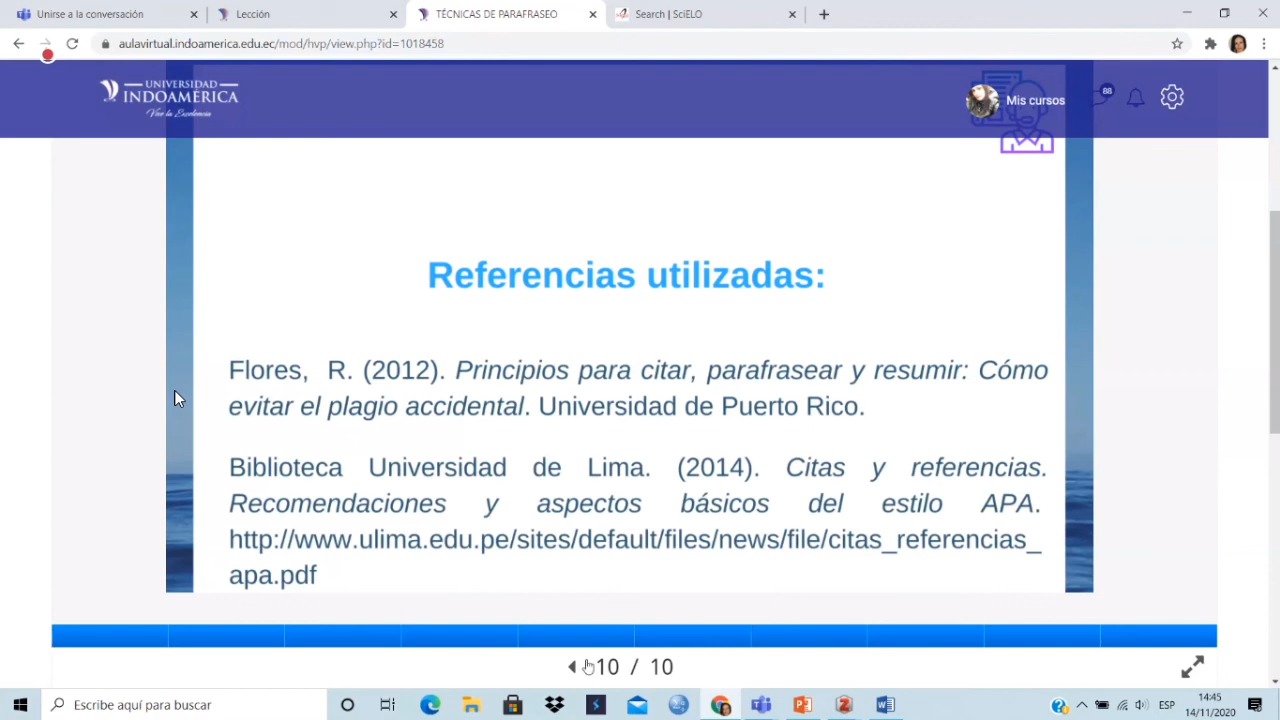 Unirse a la conversación
Lección
TÉCNICAS DE PARAFRASEO
Search | SciELO
aulavirtual.indoamerica.edu.ec/mod/hvp/view.php?id=1018458
UNIVERSIDAD
INDOAMÉRICA
Vive la Excelencia
Mis cursos
88
Referencias utilizadas:
Flores, R. (2012). Principios para citar, parafrasear y resumir: Cómo
evitar el plagio accidental. Universidad de Puerto Rico.
Biblioteca Universidad de Lima. (2014). Citas y referencias.
Recomendaciones y aspectos básicos del estilo APA.
http://www.ulima.edu.pe/sites/default/files/news/file/citas_referencias_
apa.pdf
10 / 10
Escribe aquí para buscar
ESP
14:45
14/11/2020